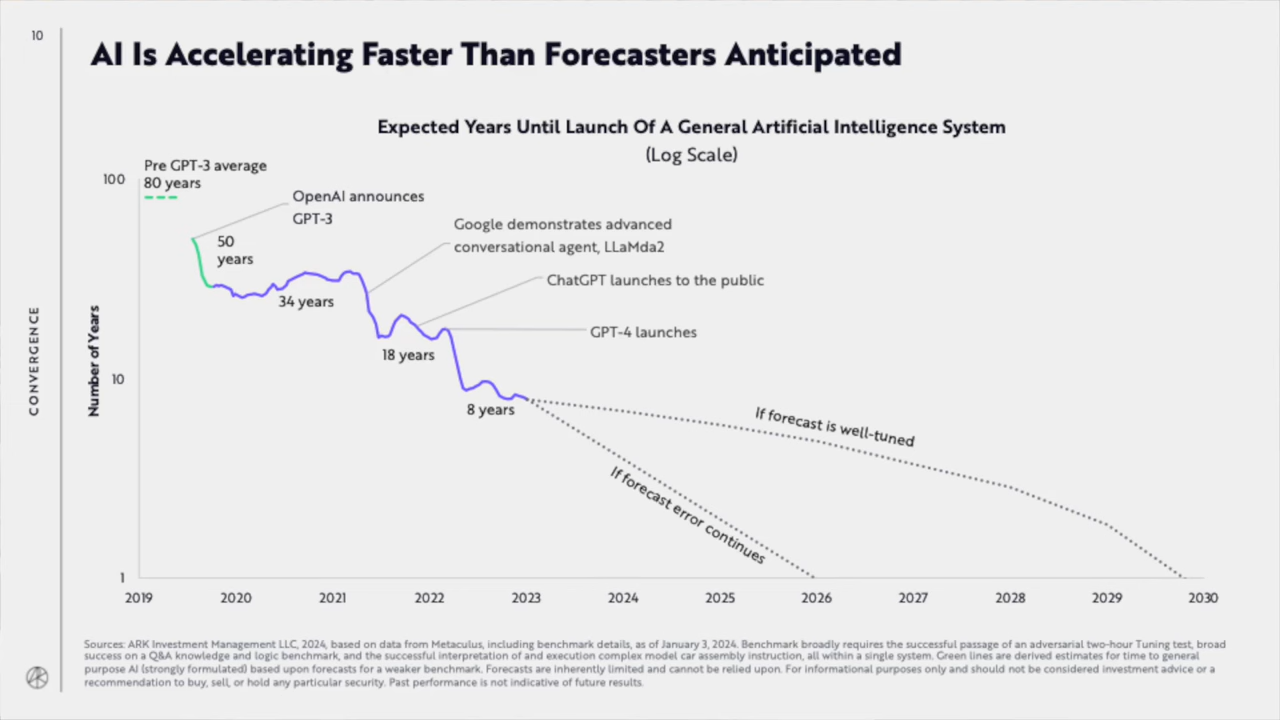 10
AI Is Accelerating Faster Than Forecasters Anticipated
Expected Years Until Launch Of A General Artificial Intelligence System
(Log Scale)
Pre GPT-3 average
80 years
100
OpenAI announces
GPT-3
Google demonstrates advanced
conversational agent, LLaMda2
50
years
ChatGPT launches to the public
34 years
GPT-4 launches
CONVERGENCE
Number of Years
18 years
10
8 years
If forecast is well-tuned
If forecast error continues
1
2019 2020 2021 2022 2023 2024 2025 2026 2027 2028 2029 2030
Sources: ARK Investment Management LLC, 2024, based on data from Metaculus, including benchmark details, as of January 3, 2024. Benchmark broadly requires the successful passage of an adversarial two-hour Tuning test, broad
success on a Q&A knowledge and logic benchmark, and the successful interpretation of and execution complex model car assembly instruction, all within a single system. Green lines are derived estimates for time to general
purpose AI (strongly formulated) based upon forecasts for a weaker benchmark. Forecasts are inherently limited and cannot be relied upon. For informational purposes only and should not be considered investment advice or a
recommendation to buy, sell, or hold any particular security. Past performance is not indicative of future results.